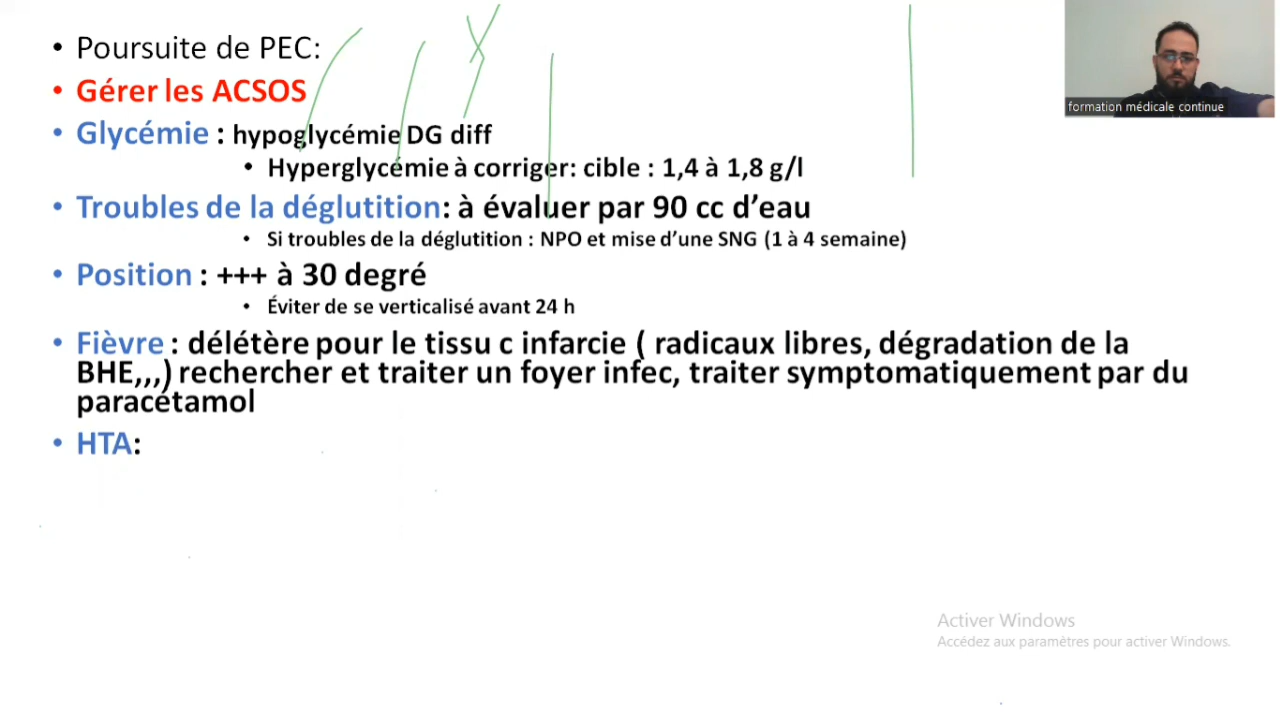 • Poursuite de PEC:
• Gérer les ACSOS
• Glycémie : hypoglycémie DG diff
• Hyperglycémie à corriger: cible : 1,4 à 1,8 g/l
• Troubles de la déglutition: à évaluer par 90 cc d’eau
• Si troubles de la déglutition : NPO et mise d’une SNG (1 à 4 semaine)
• Position : +++ à 30 degré
• Éviter de se verticalisé avant 24 h
• Fièvre : délétère pour le tissu c infarcie ( radicaux libres, dégradation de la
BHE,,,) rechercher et traiter un foyer infec, traiter symptomatiquement par du
paracétamol
• HTA:
formation médicale continue
Activer Windows
Accédez aux paramètres pour activer Windows.